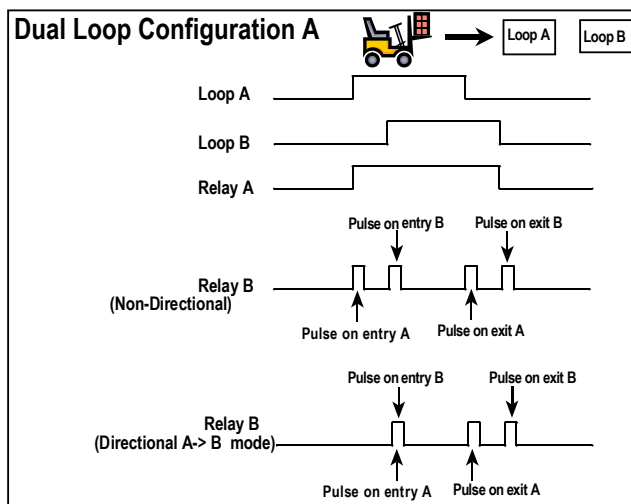 Dual Loop Configuration A
Loop A
Loop B
Loop A
Loop B
Relay A
Pulse on entry B
Pulse on exit B
Relay B
(Non-Directional)
Pulse on entry A
Pulse on exit A
Pulse on entry B
Pulse on exit B
Relay B
(Directional A-> B mode)
Pulse on entry A
Pulse on exit A